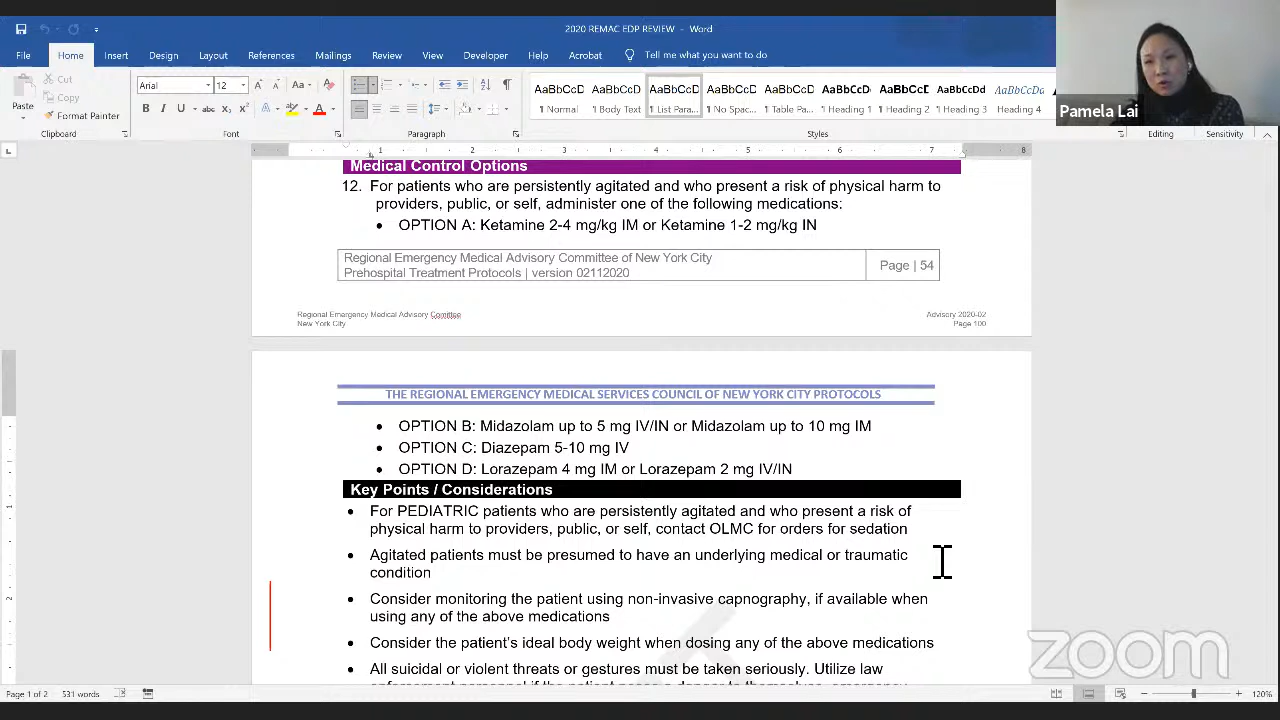 2020 REMAC EDP REVIEW - Word
File Home Insert Design Layout References Mailings Review View Developer Help Acrobat Tell me what you want to do
Pamela Lai
Paste
Cut
Copy
Format Painter
Arial 12
AaBbCcD AaBbCcD AaBbCcD AaBbCcD AaBbCcD AaBbCcD AaBbCcD AaBbCcDd AaBbCcDd
¶ Normal ¶ Body Text ¶ List Para... ¶ No Spac... ¶ Table Pa... ¶ Heading 1 ¶ Heading 2 ¶ Heading 3 ¶ Heading 4
Clipboard Font Paragraph Styles Editing Sensitivity
1 2 3 4 5 6 7 8
Medical Control Options
12. For patients who are persistently agitated and who present a risk of physical harm to
providers, public, or self, administer one of the following medications:
• OPTION A: Ketamine 2-4 mg/kg IM or Ketamine 1-2 mg/kg IN
Regional Emergency Medical Advisory Committee of New York City
Prehospital Treatment Protocols | version 02112020
Page | 54
Regional Emergency Medical Advisory Comittee
New York City
Advisory 2020-02
Page 100
THE REGIONAL EMERGENCY MEDICAL SERVICES COUNCIL OF NEW YORK CITY PROTOCOLS
• OPTION B: Midazolam up to 5 mg IV/IN or Midazolam up to 10 mg IM
• OPTION C: Diazepam 5-10 mg IV
• OPTION D: Lorazepam 4 mg IM or Lorazepam 2 mg IV/IN
Key Points / Considerations
• For PEDIATRIC patients who are persistently agitated and who present a risk of
physical harm to providers, public, or self, contact OLMC for orders for sedation
• Agitated patients must be presumed to have an underlying medical or traumatic
condition
• Consider monitoring the patient using non-invasive capnography, if available when
using any of the above medications
• Consider the patient's ideal body weight when dosing any of the above medications
• All suicidal or violent threats or gestures must be taken seriously. Utilize law
zoom
Page 1 of 2 531 words
120%